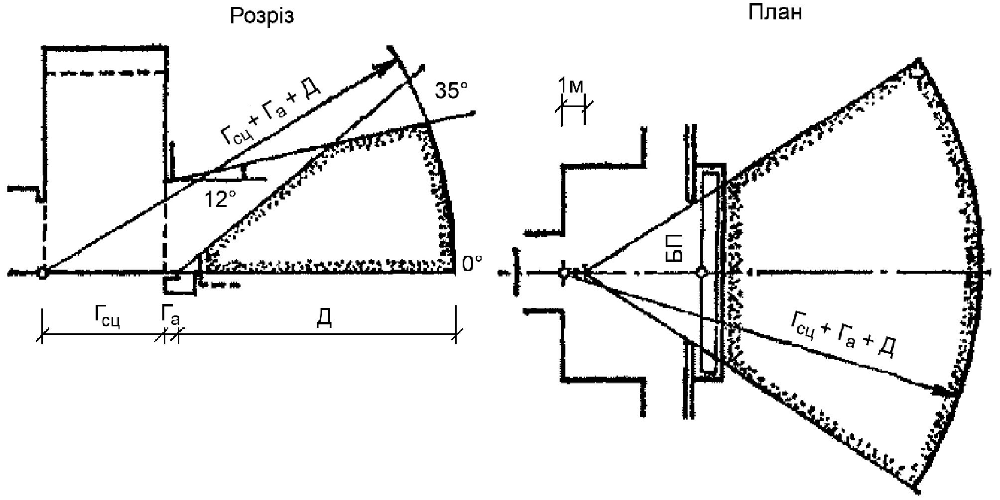 Розріз
План
Гсц + Га + Д
35°
12°
0°
Гсц
Га
Д
1м
БП
Гсц + Га + Д